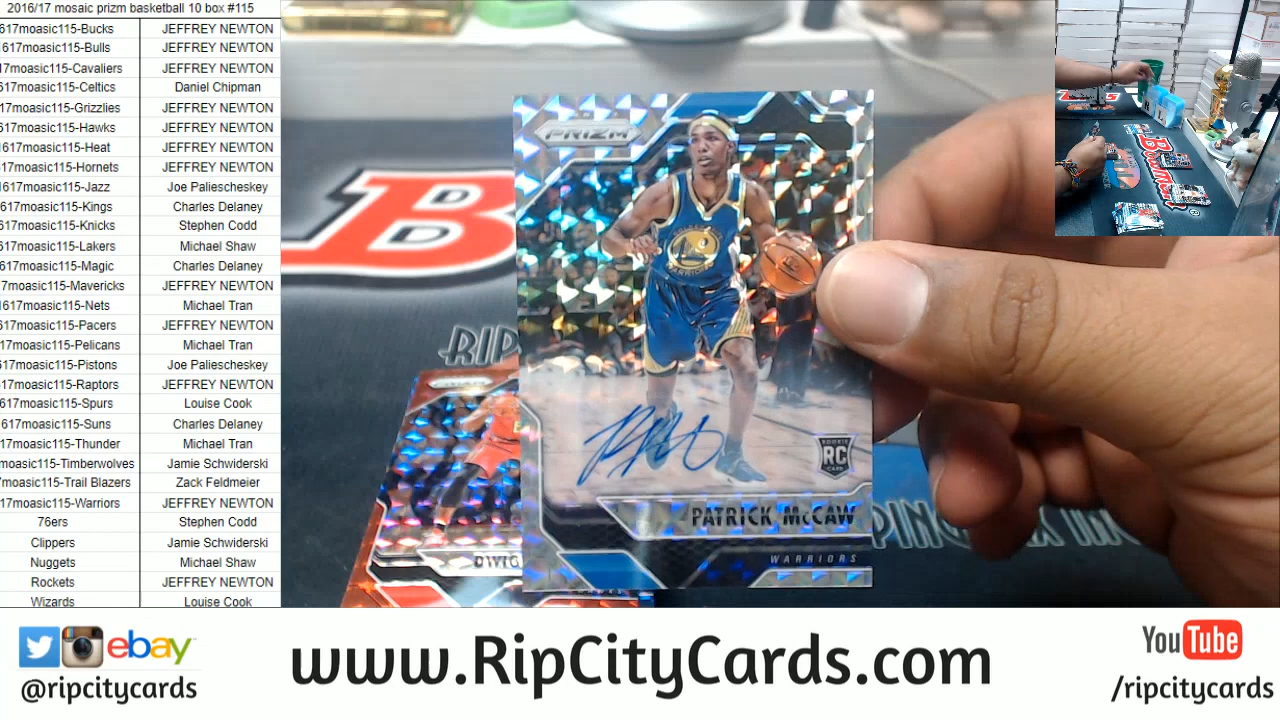 2016/17 mosaic prizm basketball 10 box #115
617moasic115-Bucks JEFFREY NEWTON
617moasic115-Bulls JEFFREY NEWTON
17moasic115-Cavaliers JEFFREY NEWTON
617moasic115-Celtics Daniel Chipman
17moasic115-Grizzlies JEFFREY NEWTON
617moasic115-Hawks JEFFREY NEWTON
1617moasic115-Heat JEFFREY NEWTON
617moasic115-Hornets JEFFREY NEWTON
1617moasic115-Jazz Joe Paliescheskey
617moasic115-Kings Charles Delaney
617moasic115-Knicks Stephen Codd
617moasic115-Lakers Michael Shaw
617moasic115-Magic Charles Delaney
7moasic115-Mavericks JEFFREY NEWTON
1617moasic115-Nets Michael Tran
617moasic115-Pacers JEFFREY NEWTON
617moasic115-Pelicans Michael Tran
617moasic115-Pistons Joe Paliescheskey
617moasic115-Raptors JEFFREY NEWTON
617moasic115-Spurs Louise Cook
617moasic115-Suns Charles Delaney
17moasic115-Thunder Michael Tran
moasic115-Timberwolves Jamie Schwiderski
moasic115-Trail Blazers Zack Feldmeier
17moasic115-Warriors JEFFREY NEWTON
76ers Stephen Codd
Clippers Jamie Schwiderski
Nuggets Michael Shaw
Rockets JEFFREY NEWTON
Wizards Louise Cook
PRIZM
WARRIORS
ROOKIE
RC
CARD
PATRICK McCAW
WARRIORS
B
RIP
DWIG
Bowman
ebay
@ripcitycards
www.RipCityCards.com
YouTube
/ripcitycards